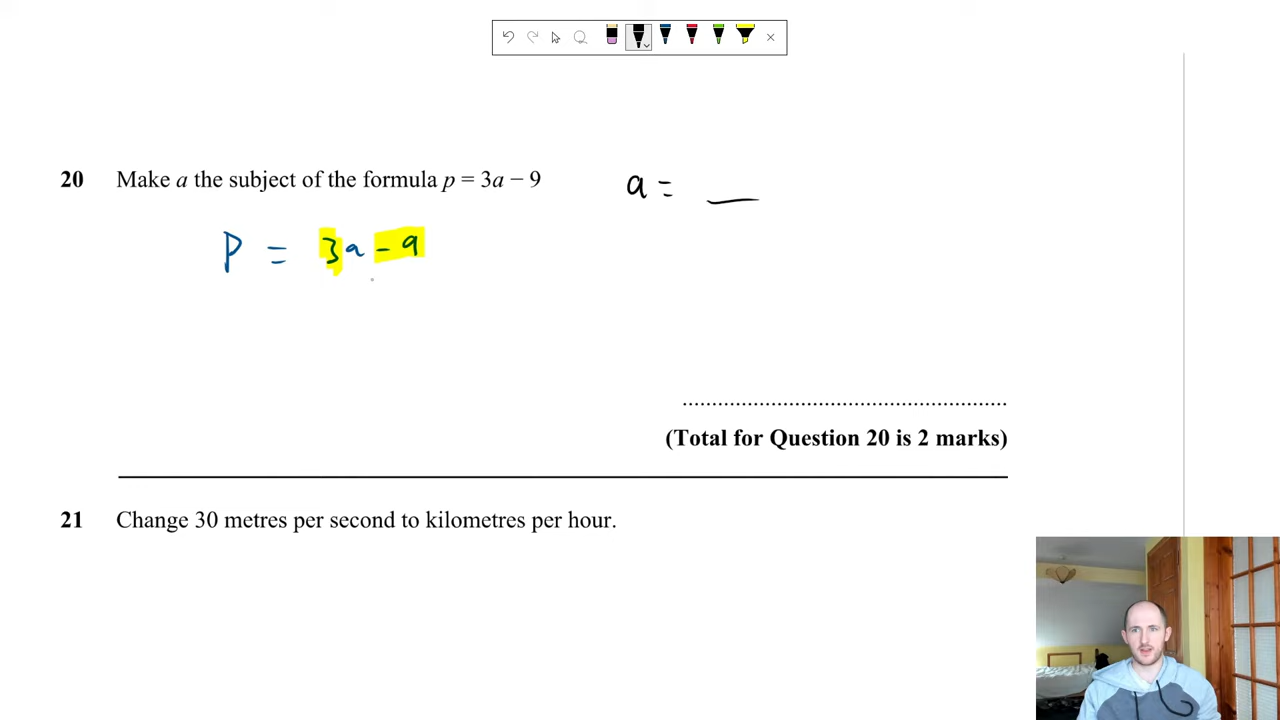 20 Make a the subject of the formula p = 3a − 9
a = __
P = 3a - 9
(Total for Question 20 is 2 marks)
21 Change 30 metres per second to kilometres per hour.